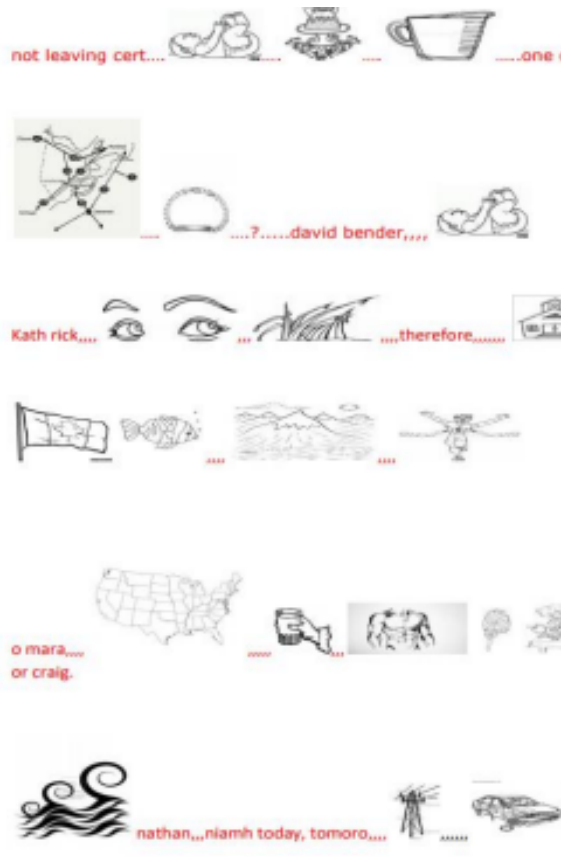 not leaving cert.... ..... .... ......one
.... ....?.....david bender,,,,
Kath rick,,,, ,,, ,,,,therefore,,,,,,,
,,,, ,,,,
o mara,,,, ,,,,,, ,,,
or craig.
nathan,,,niamh today, tomoro,,,, ,,,,,,